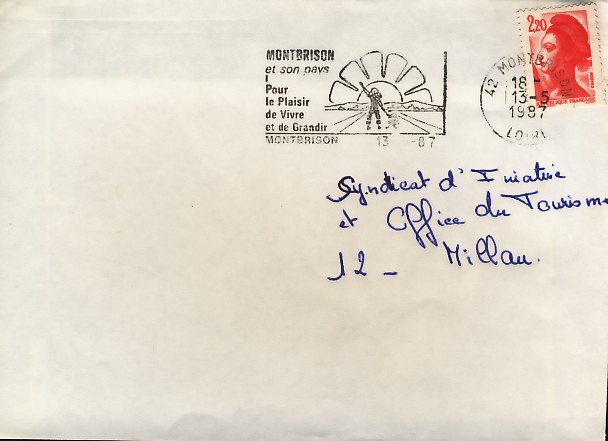 MONTBRISON
et son pays
Pour
le Plaisir
de Vivre
et de Grandir
MONTBRISON 13 -87
2,20
42 MONTBRISON
18 -
13-5
1987
LOIRE
Syndicat d'Iniative
et Office du Tourisme
12 - Millau.